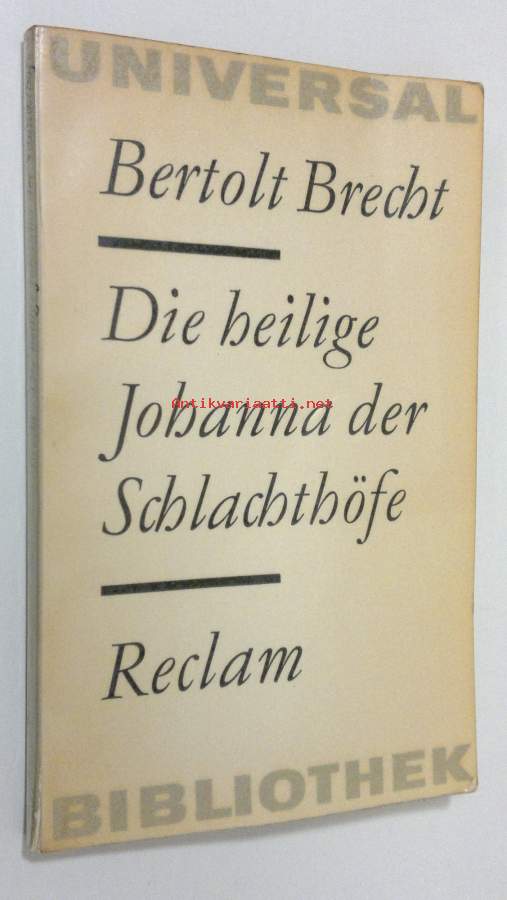 UNIVERSAL
Bertolt Brecht
Die heilige
Johanna der
Antikvariaatti.net
Schlachthöfe
Reclam
BIBLIOTHEK